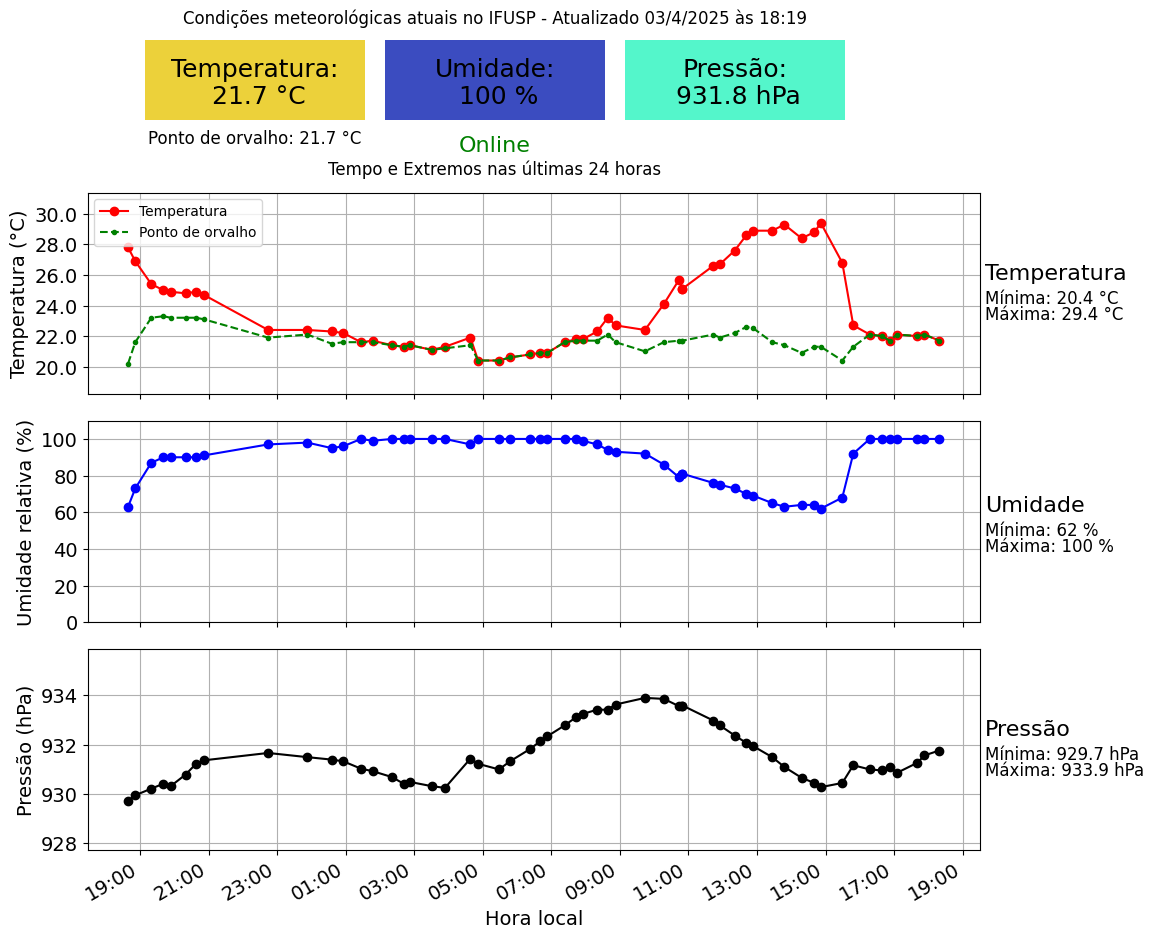 Condições meteorológicas atuais no IFUSP - Atualizado 03/4/2025 às 18:19
Temperatura:
21.7 °C
Umidade:
100 %
Pressão:
931.8 hPa
Ponto de orvalho: 21.7 °C
Online
Tempo e Extremos nas últimas 24 horas
Temperatura (°C)
30.0
28.0
26.0
24.0
22.0
20.0
Temperatura
Ponto de orvalho
Temperatura
Mínima: 20.4 °C
Máxima: 29.4 °C
Umidade relativa (%)
100
80
60
40
20
0
Umidade
Mínima: 62 %
Máxima: 100 %
Pressão (hPa)
934
932
930
928
Pressão
Mínima: 929.7 hPa
Máxima: 933.9 hPa
19:00
21:00
23:00
01:00
03:00
05:00
07:00
09:00
11:00
13:00
15:00
17:00
19:00
Hora local